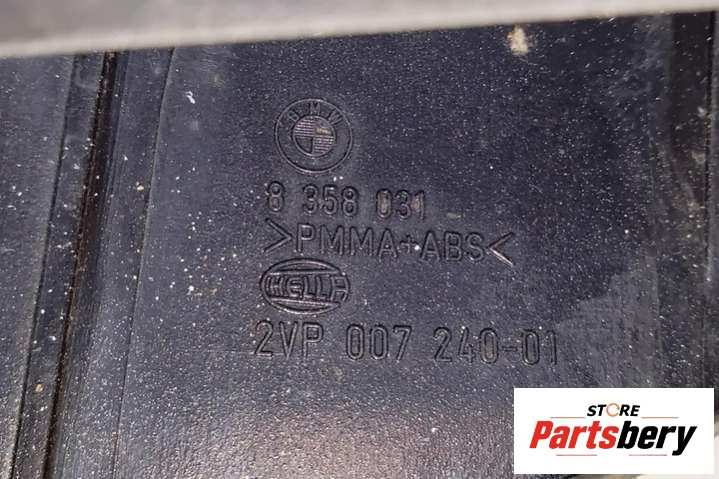 BMW
8 358 031
>PMMA+ABS<
HELLA
2VP 007 240-01
STORE
Partsbery